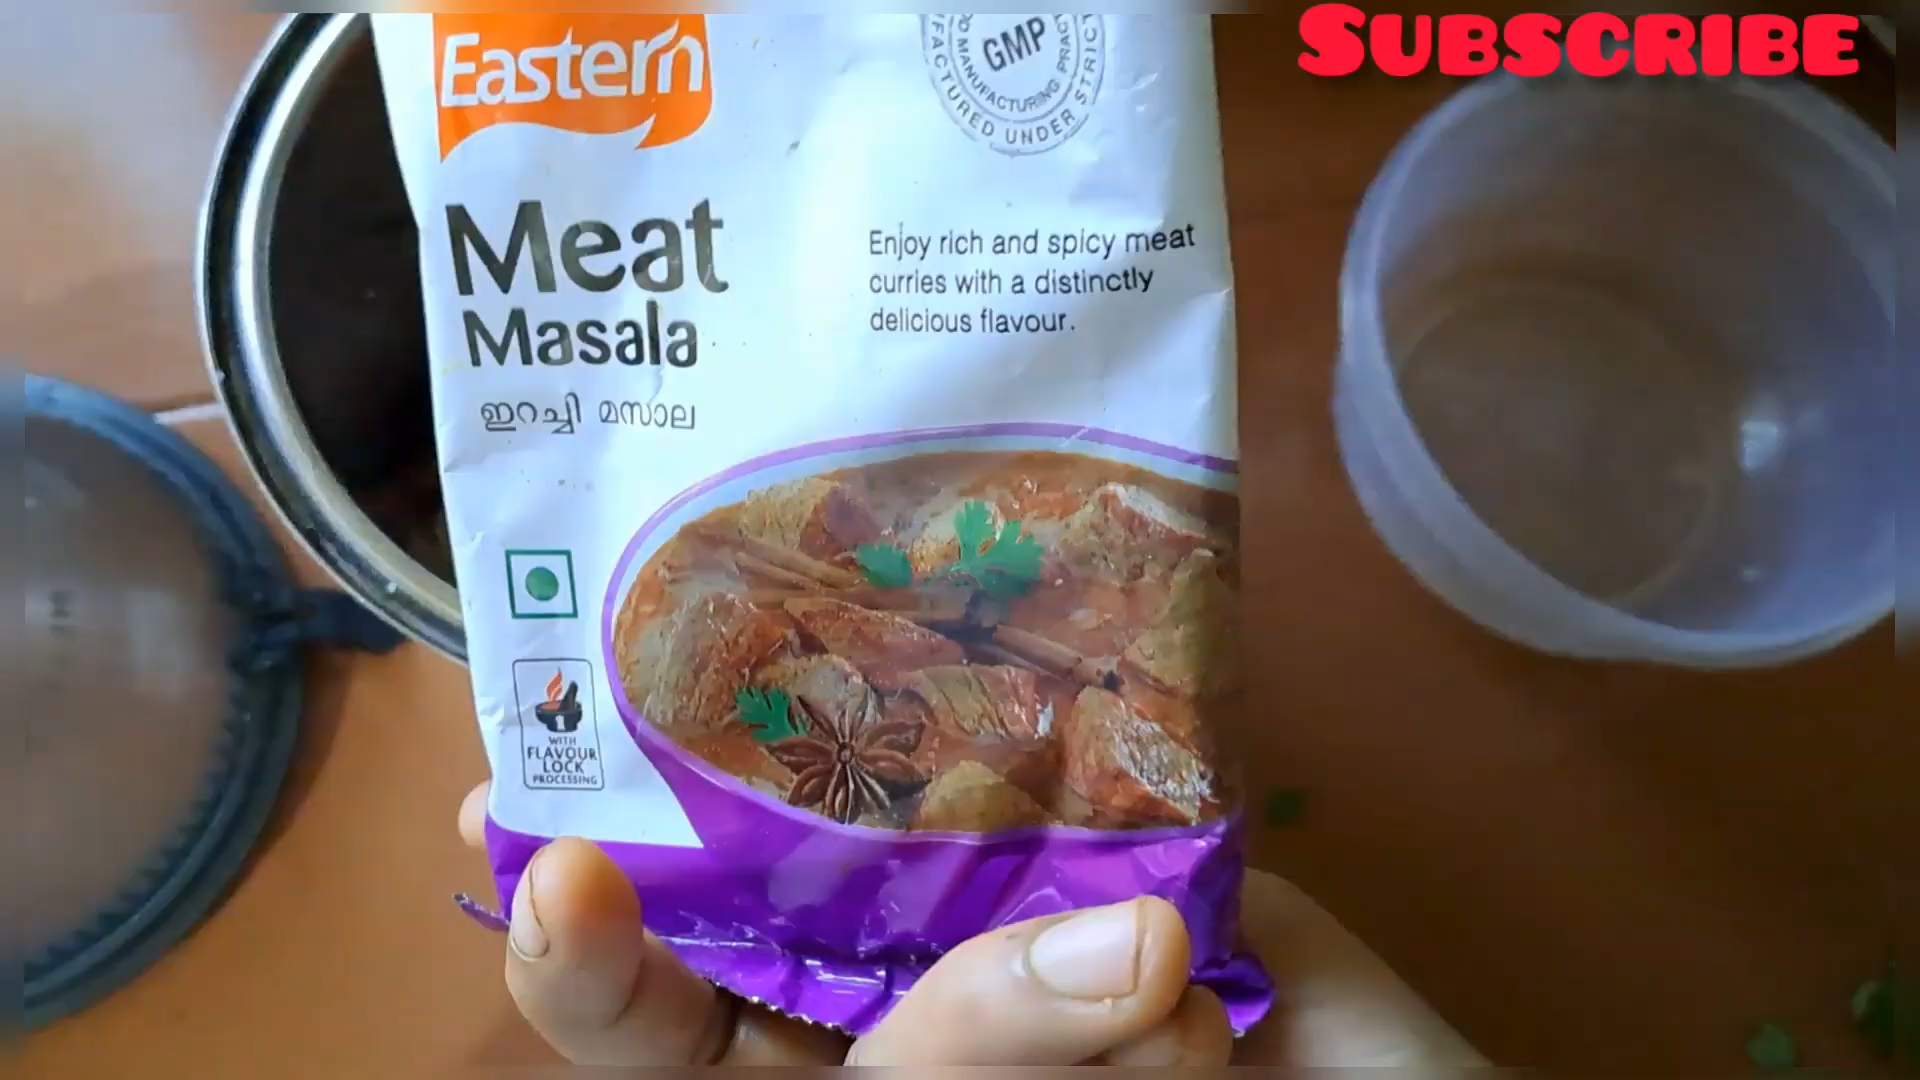 SUBSCRIBE
Eastern
GMP
MANUFACTURING
MANUFACTURED UNDER STRICT
Meat
Masala
ഇറച്ചി മസാല
Enjoy rich and spicy meat
curries with a distinctly
delicious flavour.
1
WITH
FLAVOUR
LOCK
PROCESSING